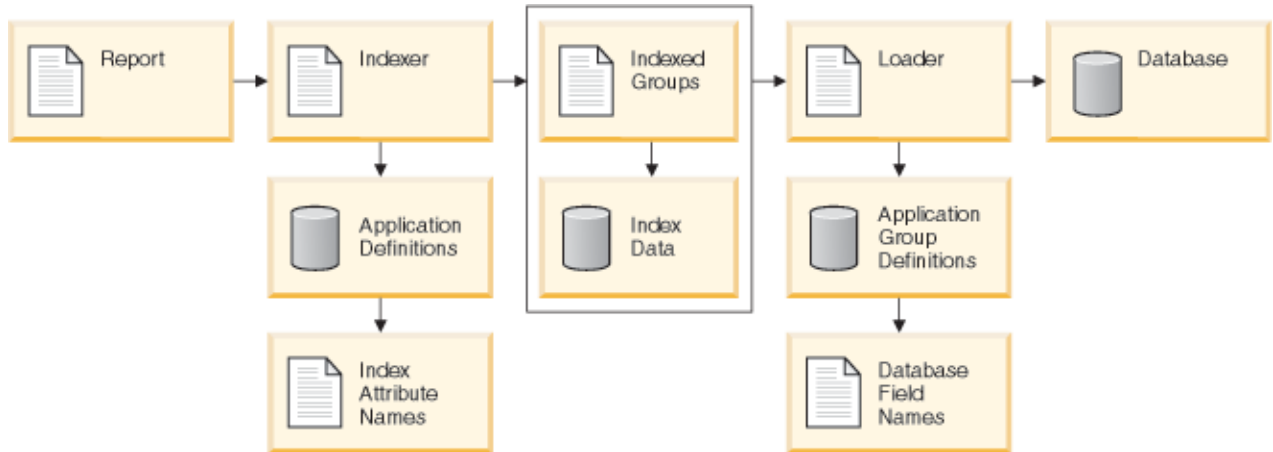 Report
Indexer
Indexed
Groups
Loader
Database
Application
Definitions
Index
Data
Application
Group
Definitions
Index
Attribute
Names
Database
Field
Names